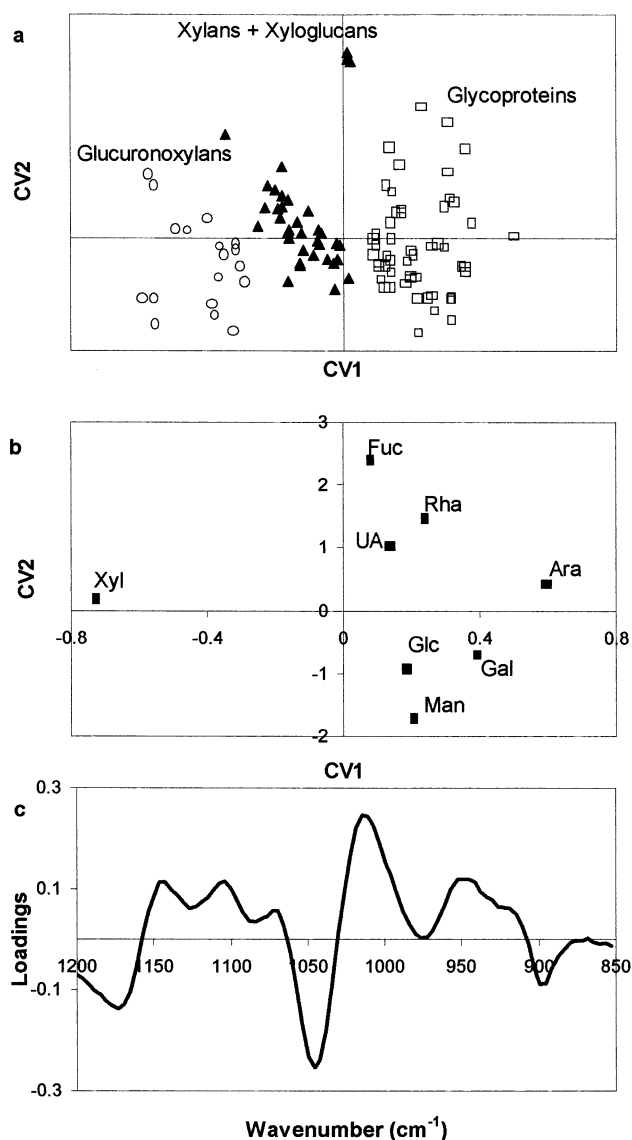 a
Xylans + Xyloglucans
Glycoproteins
Glucuronoxylans
CV2
CV1
b
3
Fuc
2
Rha
UA
1
Xyl
Ara
CV2
0
-0.8
-0.4
0
0.4
0.8
Glc
-1
Gal
Man
-2
CV1
c
0.3
0.1
Loadings
1200
1150
1100
1050
1000
950
900
850
-0.1
-0.3
Wavenumber (cm⁻¹)